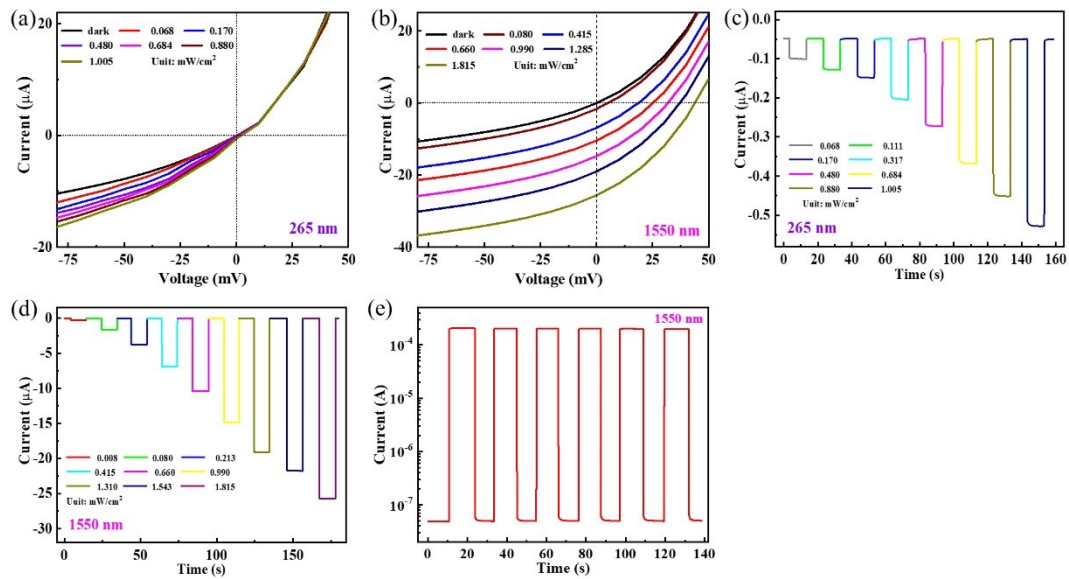 (a)
20
0
-20
Current (μA)
dark 0.068 0.170
0.480 0.684 0.880
1.005 Uuit: mW/cm²
265 nm
-75 -50 -25 0 25 50
Voltage (mV)
(b)
20
0
-20
-40
Current (μA)
dark 0.080 0.415
0.660 0.990 1.285
1.815 Uuit: mW/cm²
1550 nm
-75 -50 -25 0 25 50
Voltage (mV)
(c)
0.0
-0.1
-0.2
-0.3
-0.4
-0.5
Current (μA)
0.068 0.111
0.170 0.317
0.480 0.684
0.880 1.005
Uuit: mW/cm²
265 nm
0 20 40 60 80 100 120 140 160
Time (s)
(d)
0
-5
-10
-15
-20
-25
-30
Current (μA)
0.008 0.080 0.213
0.415 0.660 0.990
1.310 1.543 1.815
Uuit: mW/cm²
1550 nm
0 50 100 150
Time (s)
(e)
1550 nm
10⁻⁴
10⁻⁵
10⁻⁶
10⁻⁷
Current (A)
0 20 40 60 80 100 120 140
Time (s)